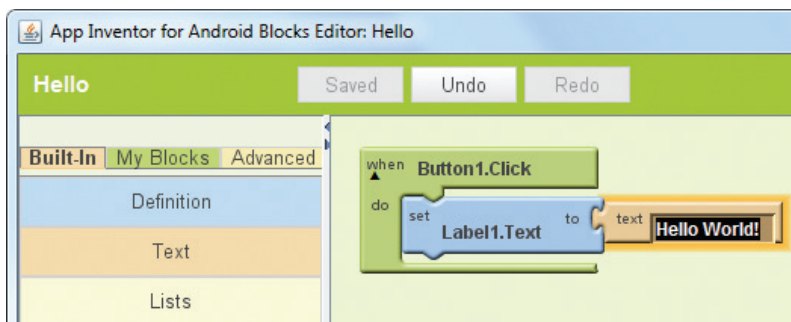 App Inventor for Android Blocks Editor: Hello
Hello Saved Undo Redo
Built-In My Blocks Advanced
Definition
Text
Lists
when Button1.Click
do set Label1.Text to text Hello World!